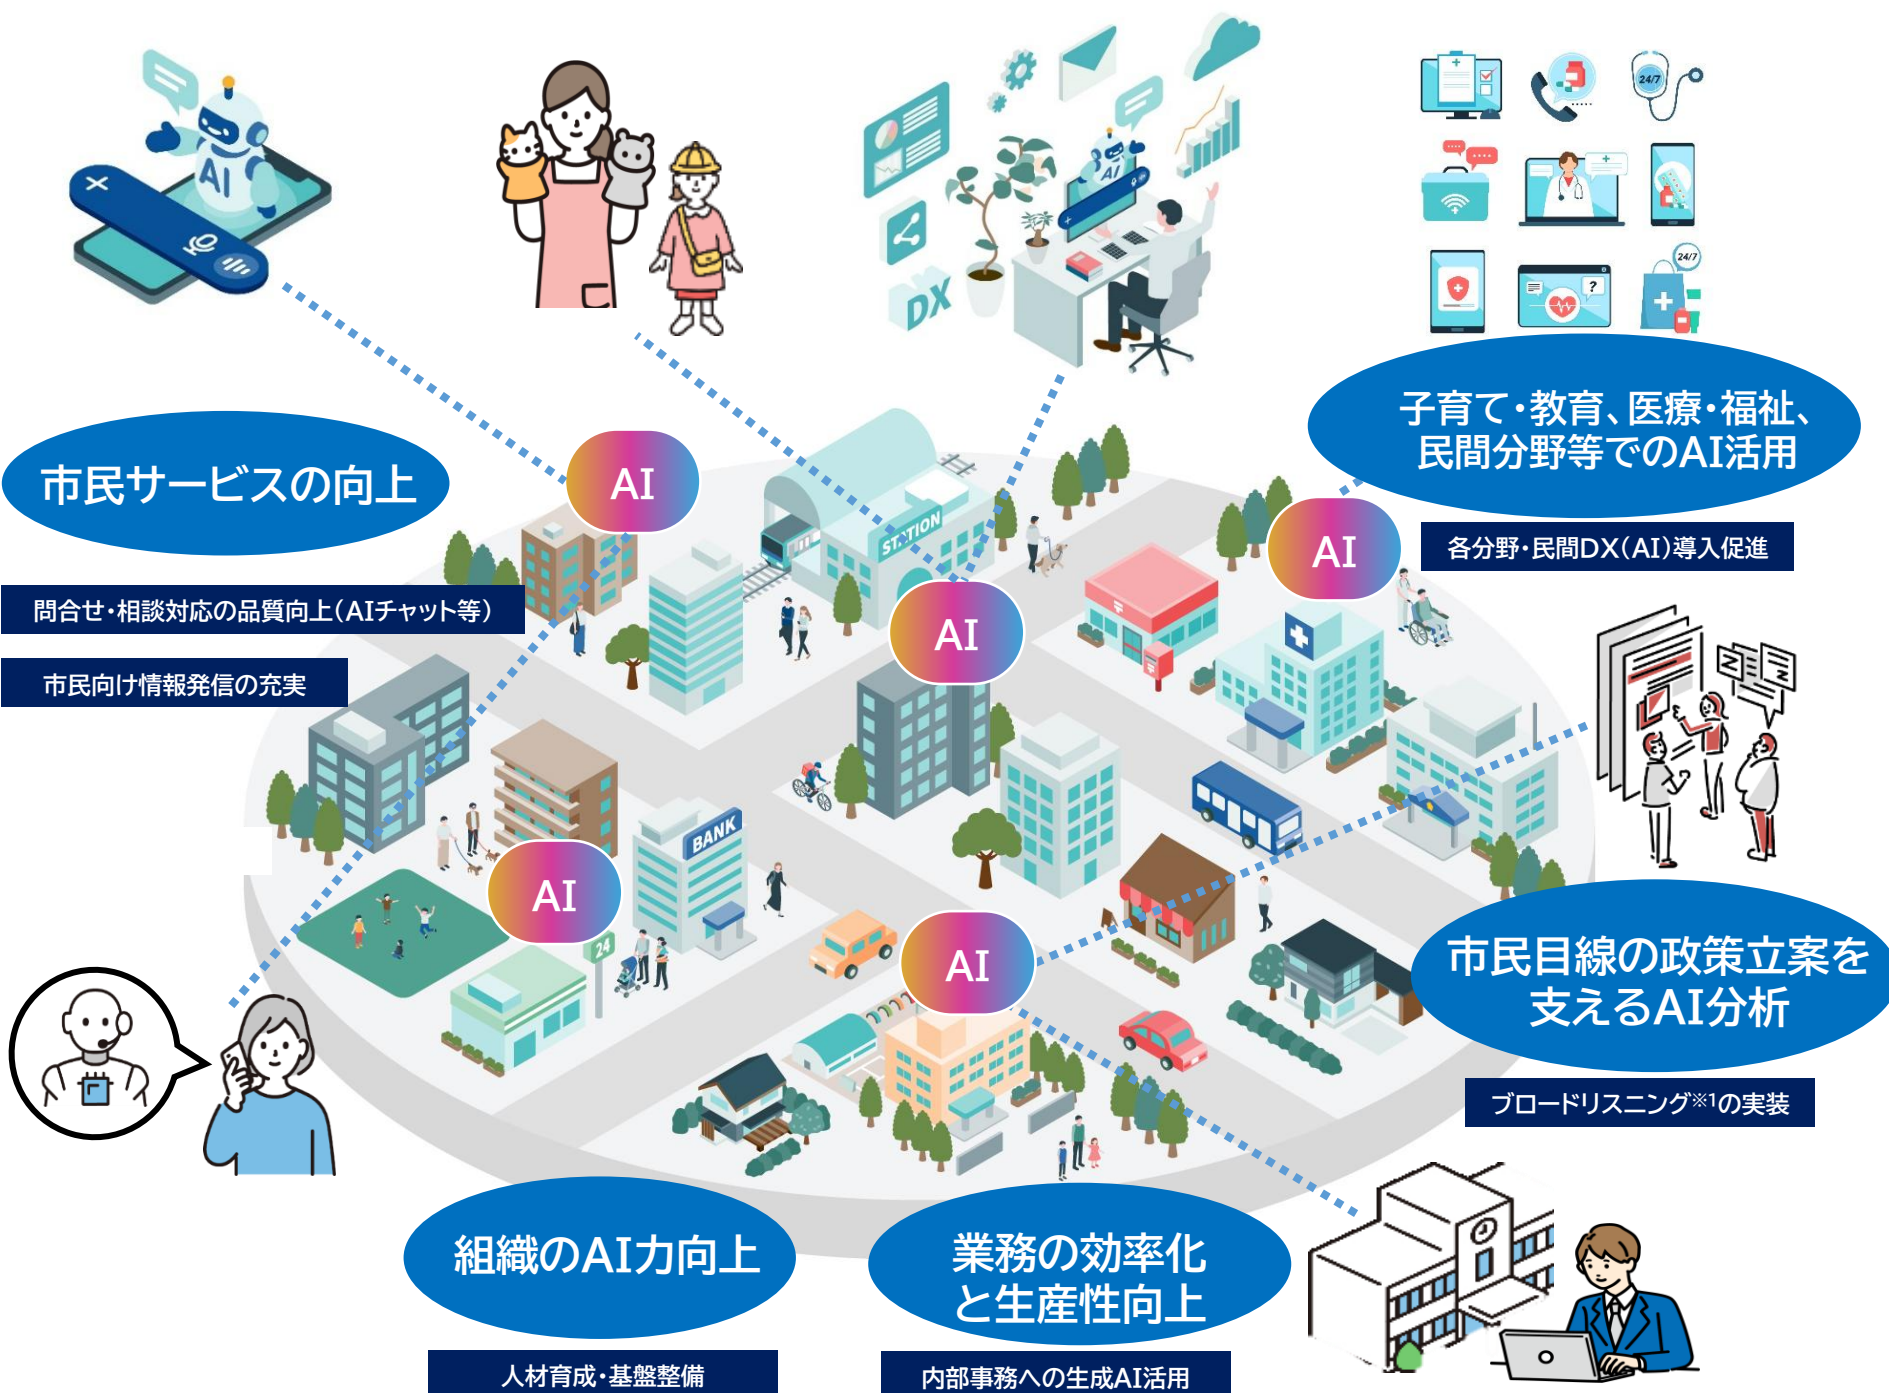 AI
DX
AI
24/7
24/7
?
市民サービスの向上
問合せ・相談対応の品質向上(AIチャット等)
市民向け情報発信の充実
子育て・教育、医療・福祉、
民間分野等でのAI活用
各分野・民間DX(AI)導入促進
AI
STATION
AI
AI
BANK
AI
24
AI
市民目線の政策立案を
支えるAI分析
ブロードリスニング※1の実装
組織のAI力向上
人材育成・基盤整備
業務の効率化
と生産性向上
内部事務への生成AI活用